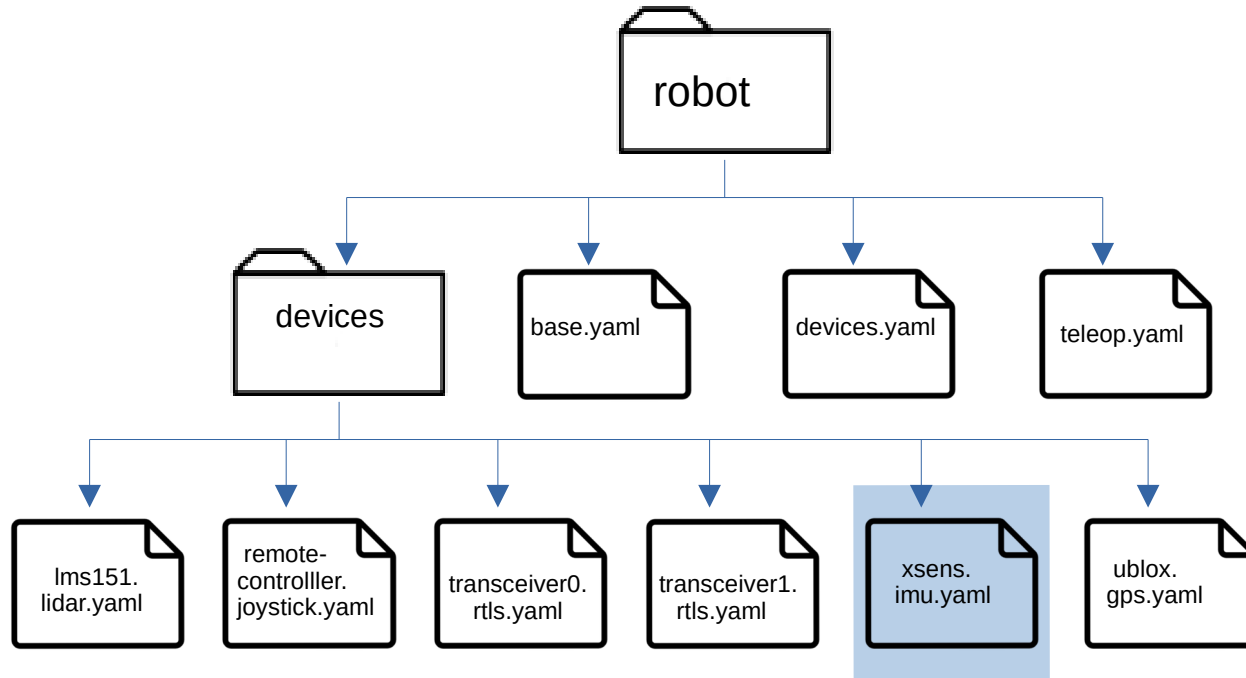 robot
devices
base.yaml
devices.yaml
teleop.yaml
lms151.
lidar.yaml
remote-
controlller.
joystick.yaml
transceiver0.
rtls.yaml
transceiver1.
rtls.yaml
xsens.
imu.yaml
ublox.
gps.yaml